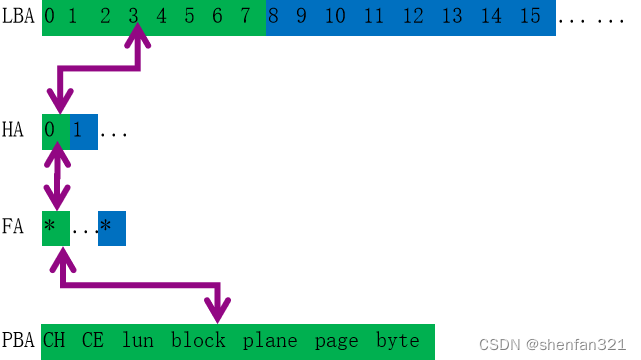 LBA 0 1 2 3 4 5 6 7 8 9 10 11 12 13 14 15 ... ...
HA 0 1 ...
FA * ... *
PBA CH CE lun block plane page byte
CSDN @shenfan321